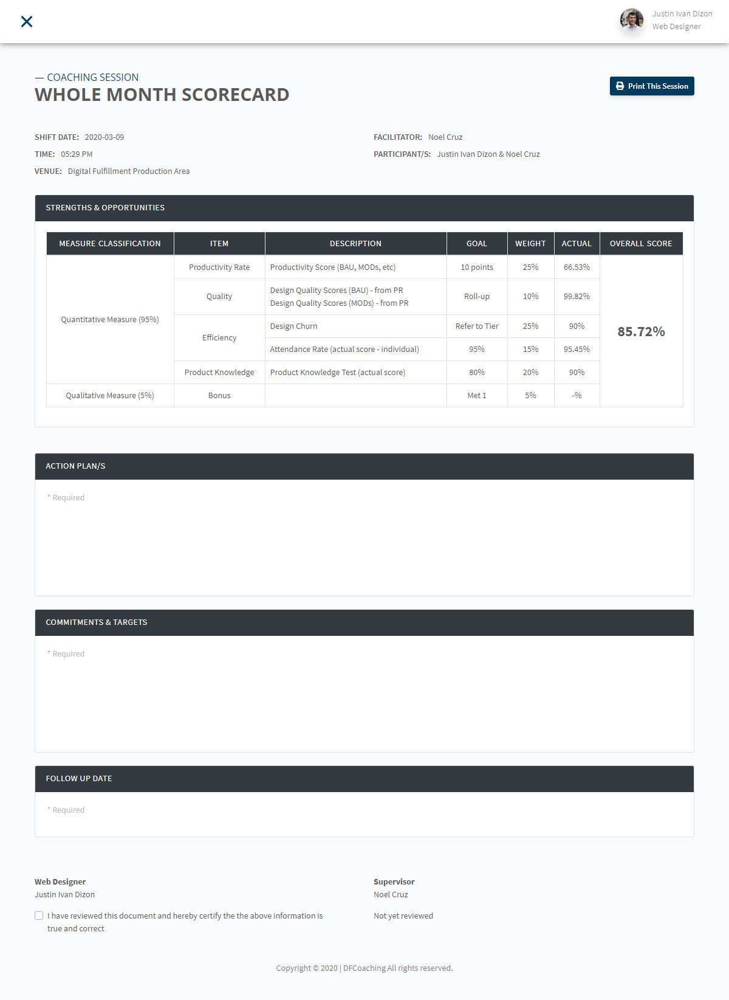 Justin Ivan Dizon
Web Designer
— COACHING SESSION
WHOLE MONTH SCORECARD
Print This Session
SHIFT DATE: 2020-03-09
FACILITATOR: Noel Cruz
TIME: 05:29 PM
PARTICIPANT/S: Justin Ivan Dizon & Noel Cruz
VENUE: Digital Fulfillment Production Area
STRENGTHS & OPPORTUNITIES
MEASURE CLASSIFICATION ITEM DESCRIPTION GOAL WEIGHT ACTUAL OVERALL SCORE
Productivity Rate Productivity Score (BAU, MODs, etc) 10 points 25% 66.53%
Quality Design Quality Scores (BAU) - from PR
Design Quality Scores (MODs) - from PR Roll-up 10% 99.82%
Quantitative Measure (95%)
Efficiency Design Churn Refer to Tier 25% 90%
85.72%
Attendance Rate (actual score - individual) 95% 15% 95.45%
Product Knowledge Product Knowledge Test (actual score) 80% 20% 90%
Qualitative Measure (5%) Bonus Met 1 5% -%
ACTION PLAN/S
* Required
COMMITMENTS & TARGETS
* Required
FOLLOW UP DATE
* Required
Web Designer
Justin Ivan Dizon
I have reviewed this document and hereby certify the the above information is
true and correct
Supervisor
Noel Cruz
Not yet reviewed
Copyright © 2020 | DFCoaching All rights reserved.